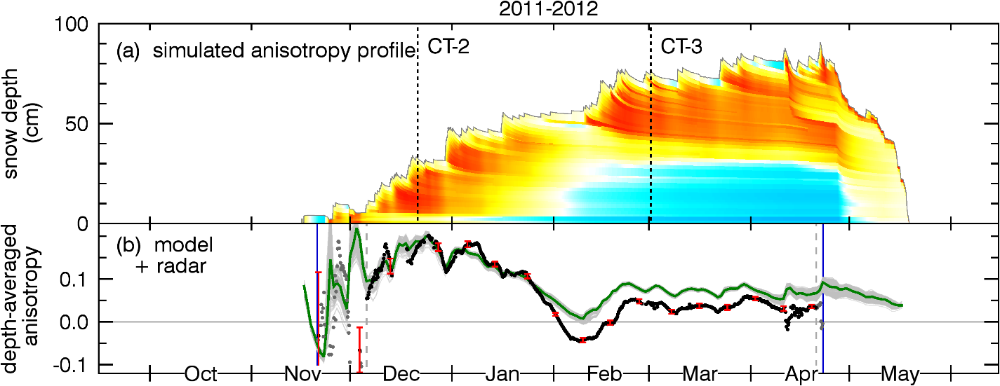 2011-2012
100
(a) simulated anisotropy profile
CT-2
CT-3
snow depth
(cm)
50
0
(b) model
+ radar
depth-averaged
anisotropy
0.1
0.0
-0.1
Oct
Nov
Dec
Jan
Feb
Mar
Apr
May